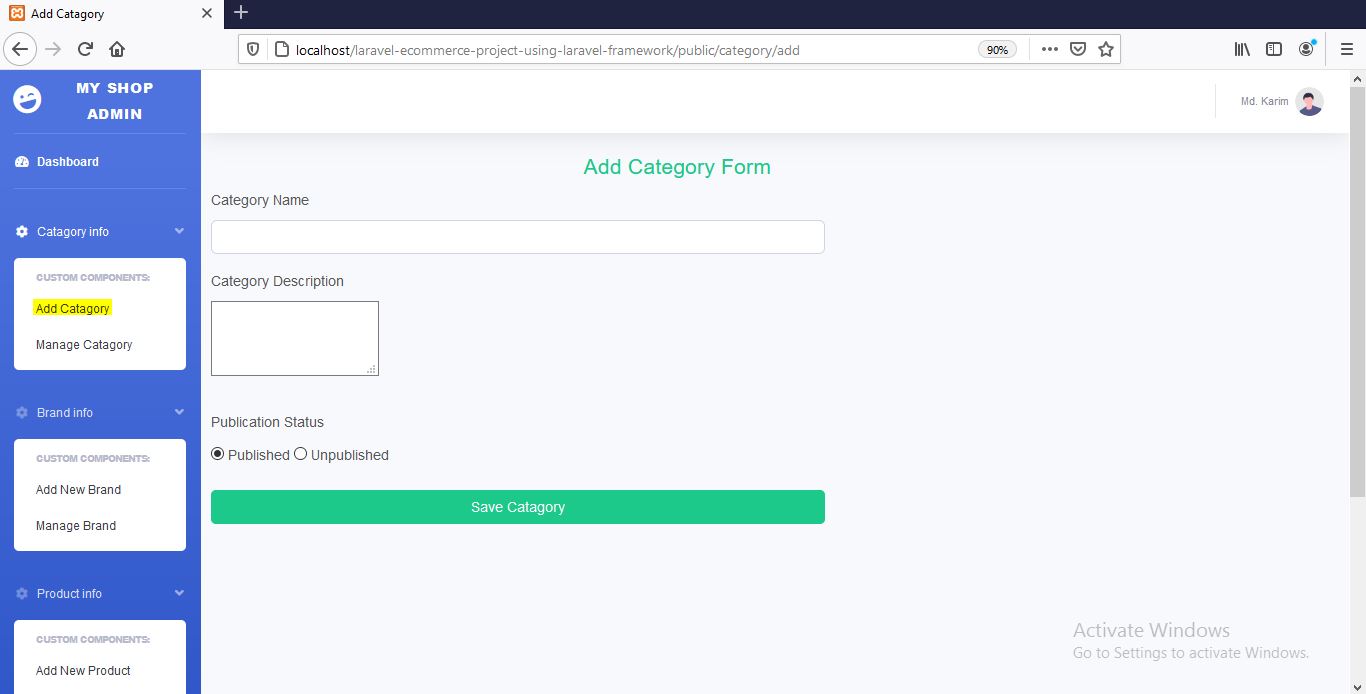 Add Catagory
localhost/laravel-ecommerce-project-using-laravel-framework/public/category/add
90%
MY SHOP
ADMIN
Md. Karim
Dashboard
Catagory info
CUSTOM COMPONENTS:
Add Catagory
Manage Catagory
Brand info
CUSTOM COMPONENTS:
Add New Brand
Manage Brand
Product info
CUSTOM COMPONENTS:
Add New Product
Add Category Form
Category Name
Category Description
Publication Status
Published Unpublished
Save Catagory
Activate Windows
Go to Settings to activate Windows.